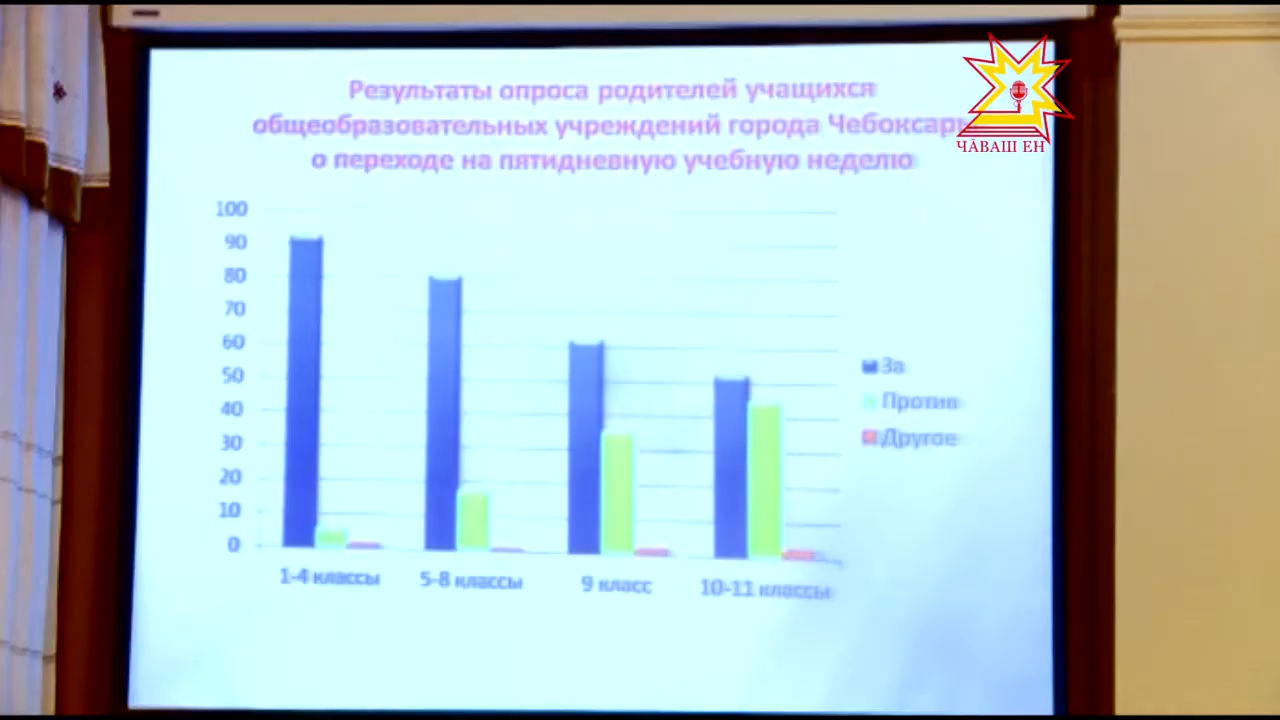 Результаты опроса родителей учащихся
общеобразовательных учреждений города Чебоксары
о переходе на пятидневную учебную неделю
ЧӐВАШ ЕН
100
90
80
70
60
50
40
30
20
10
0
За
Против
Другое
1-4 классы
5-8 классы
9 класс
10-11 классы